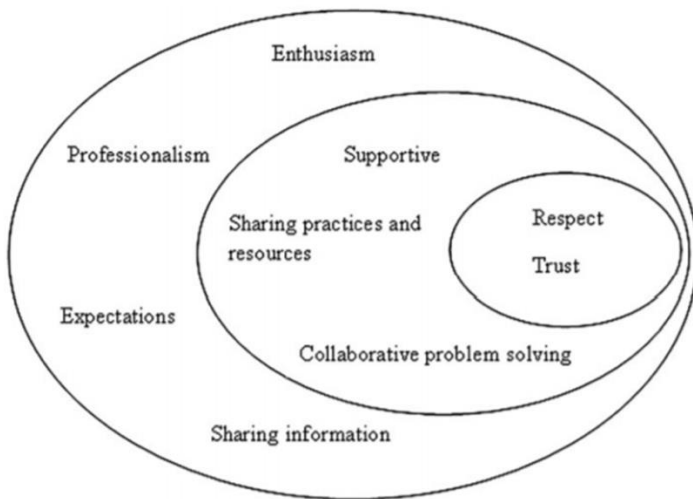 Enthusiasm
Professionalism
Supportive
Sharing practices and
resources
Respect
Trust
Expectations
Collaborative problem solving
Sharing information